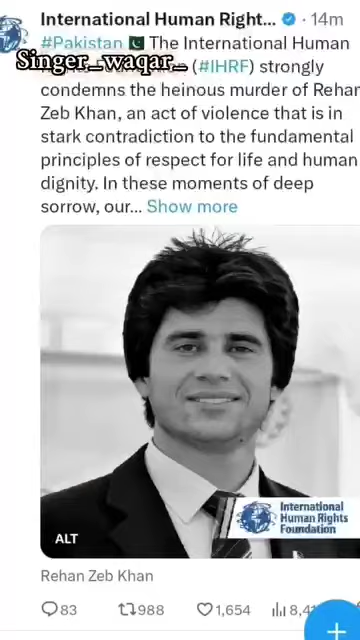 International Human Right... · 14m
#Pakistan 🇵🇰 The International Human
Singer_waqar_
(#IHRF) strongly
condemns the heinous murder of Rehan
Zeb Khan, an act of violence that is in
stark contradiction to the fundamental
principles of respect for life and human
dignity. In these moments of deep
sorrow, our... Show more
International
Human Rights
Foundation
ALT
Rehan Zeb Khan
83 988 1,654